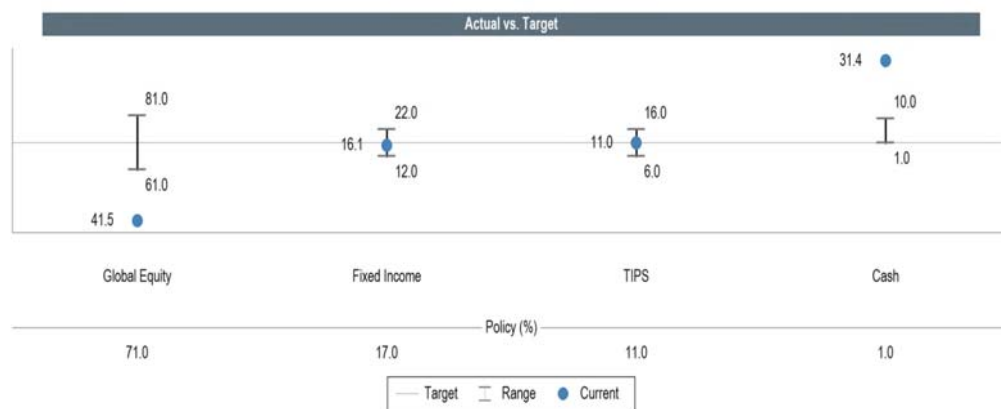 Actual vs. Target
31.4
81.0
10.0
22.0
16.0
16.1
11.0
12.0
6.0
1.0
61.0
41.5
Global Equity Fixed Income TIPS Cash
Policy (%)
71.0 17.0 11.0 1.0
Target Range Current